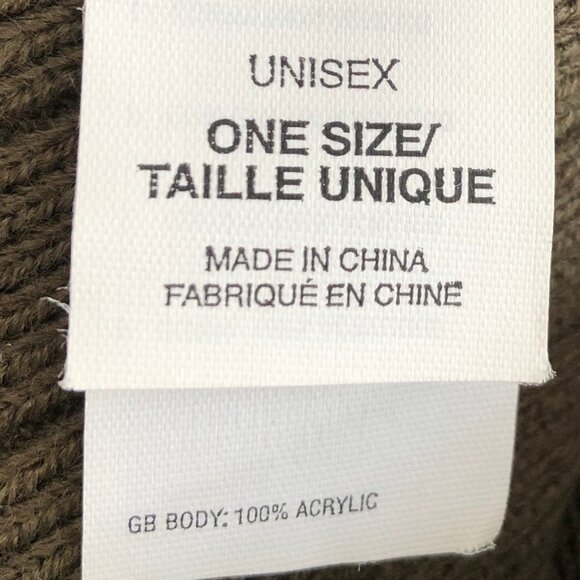 UNISEX
ONE SIZE/
TAILLE UNIQUE
MADE IN CHINA
FABRIQUÉ EN CHINE
GB BODY: 100% ACRYLIC